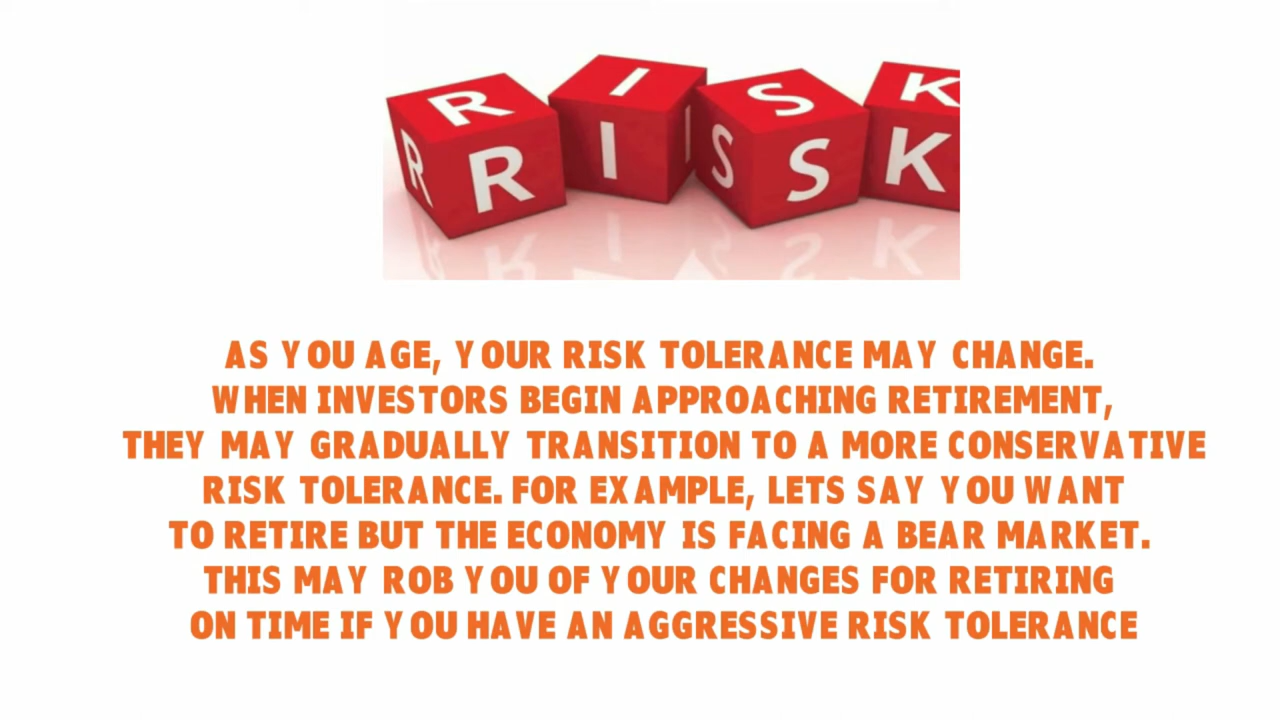 R I S K
R R I I S S K
AS YOU AGE, YOUR RISK TOLERANCE MAY CHANGE.
WHEN INVESTORS BEGIN APPROACHING RETIREMENT,
THEY MAY GRADUALLY TRANSITION TO A MORE CONSERVATIVE
RISK TOLERANCE. FOR EXAMPLE, LETS SAY YOU WANT
TO RETIRE BUT THE ECONOMY IS FACING A BEAR MARKET.
THIS MAY ROB YOU OF YOUR CHANGES FOR RETIRING
ON TIME IF YOU HAVE AN AGGRESSIVE RISK TOLERANCE